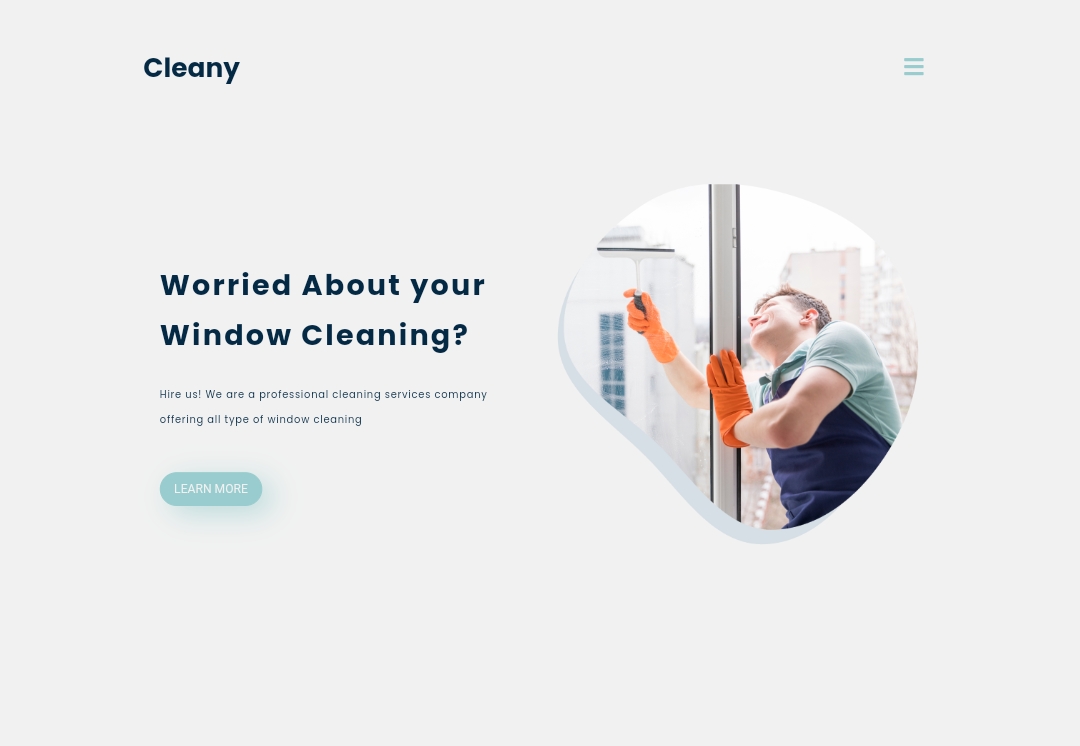 Cleany
Worried About your
Window Cleaning?
Hire us! We are a professional cleaning services company
offering all type of window cleaning
LEARN MORE